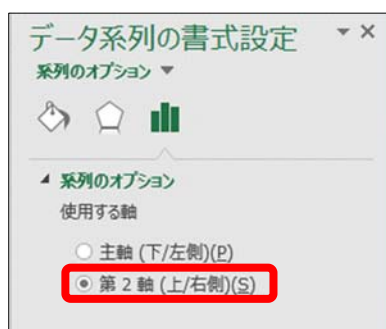 データ系列の書式設定
系列のオプション
系列のオプション
使用する軸
主軸 (下/左側)(P)
第 2 軸 (上/右側)(S)